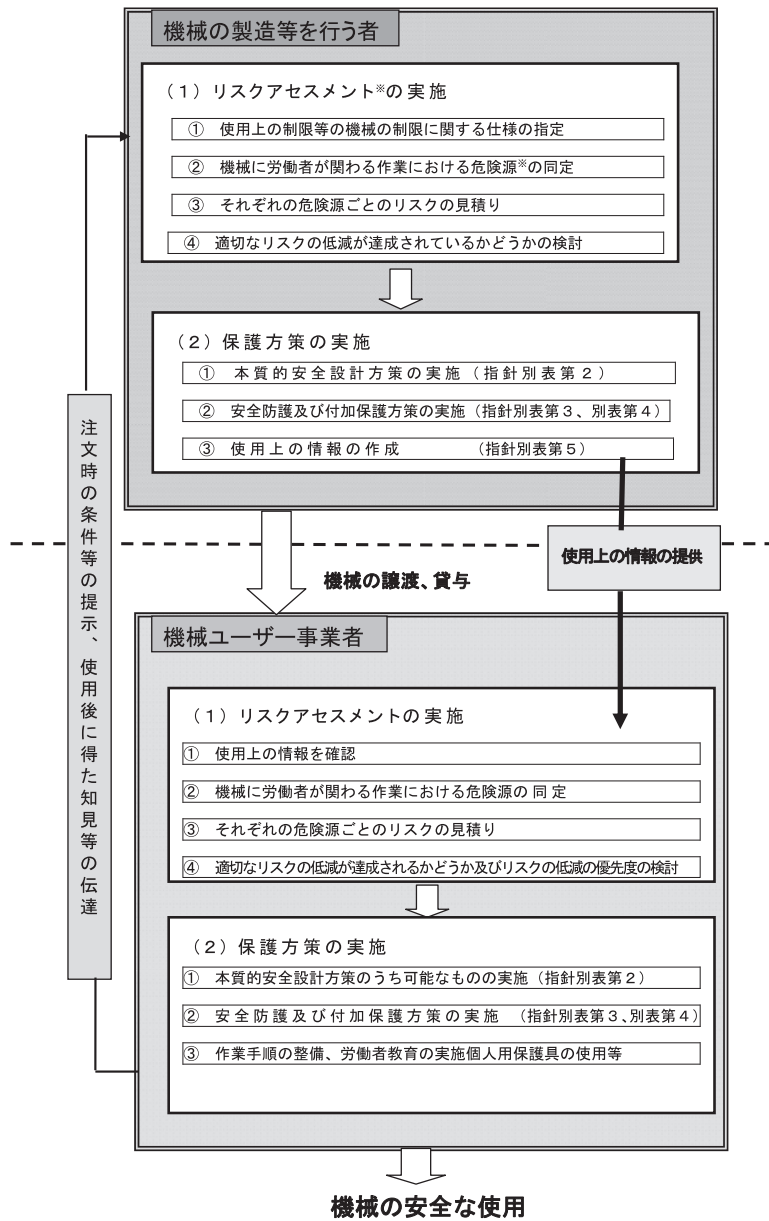 機械の製造等を行う者
（１）リスクアセスメント※の実施
① 使用上の制限等の機械の制限に関する仕様の指定
② 機械に労働者が関わる作業における危険源※の同定
③ それぞれの危険源ごとのリスクの見積り
④ 適切なリスクの低減が達成されているかどうかの検討
（２）保護方策の実施
① 本質的安全設計方策の実施（指針別表第２）
② 安全防護及び付加保護方策の実施（指針別表第３、別表第４）
③ 使用上の情報の作成 （指針別表第５）
注文時の条件等の提示、使用後に得た知見等の伝達
使用上の情報の提供
機械の譲渡、貸与
機械ユーザー事業者
（１）リスクアセスメントの実施
① 使用上の情報を確認
② 機械に労働者が関わる作業における危険源の同定
③ それぞれの危険源ごとのリスクの見積り
④ 適切なリスクの低減が達成されるかどうか及びリスクの低減の優先度の検討
（２）保護方策の実施
① 本質的安全設計方策のうち可能なものの実施（指針別表第２）
② 安全防護及び付加保護方策の実施 （指針別表第３、別表第４）
③ 作業手順の整備、労働者教育の実施個人用保護具の使用等
機械の安全な使用